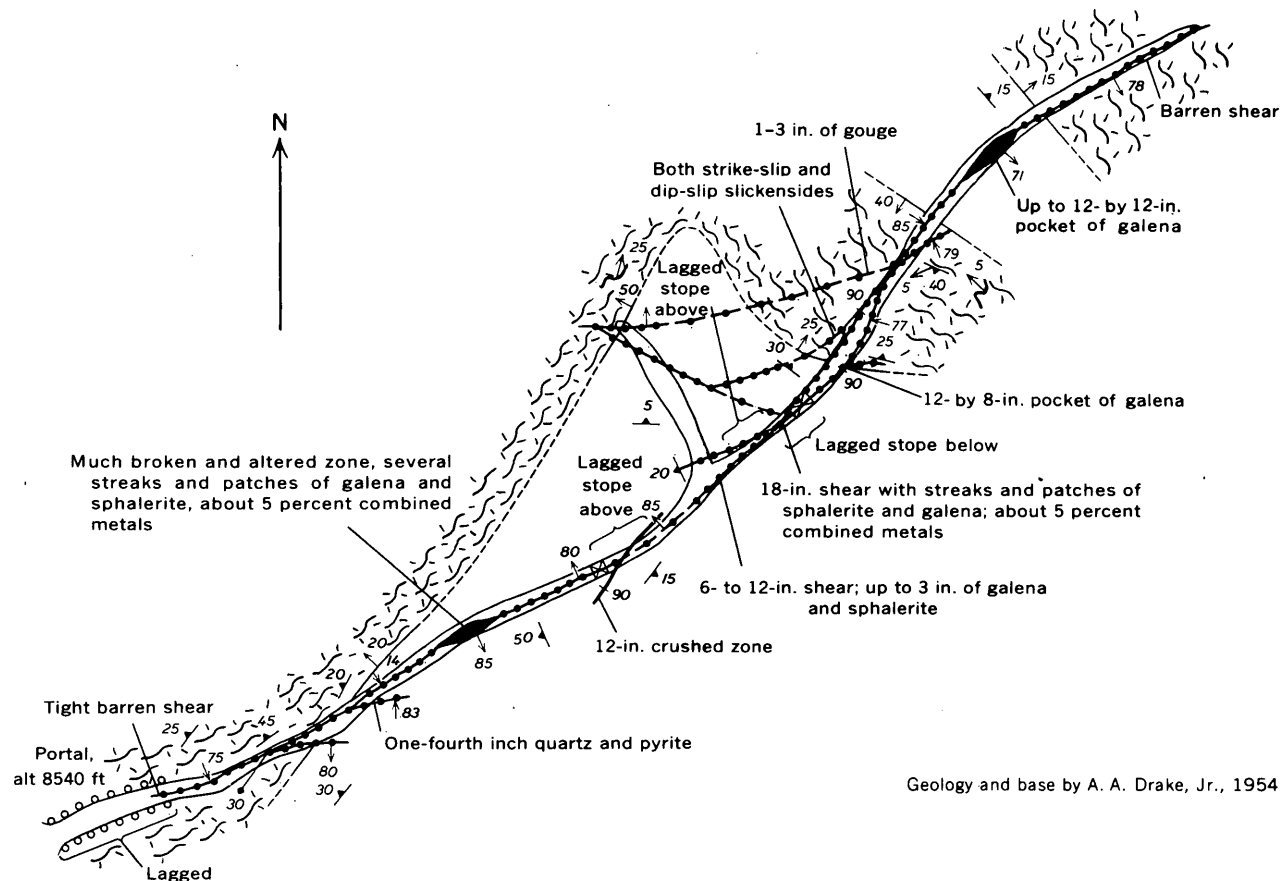 N
15
15
78
Barren shear
1–3 in. of gouge
Both strike-slip and
dip-slip slickensides
71
Up to 12- by 12-in.
pocket of galena
40
85
79
5
5
40
25
50
Lagged
stope
above
90
77
25
25
30
90
12- by 8-in. pocket of galena
5
Lagged stope below
20
Much broken and altered zone, several
streaks and patches of galena and
sphalerite, about 5 percent combined
metals
Lagged
stope
above
85
18-in. shear with streaks and patches of
sphalerite and galena; about 5 percent
combined metals
80
90
15
6- to 12-in. shear; up to 3 in. of galena
and sphalerite
50
12-in. crushed zone
85
20
14
20
83
Tight barren shear
25
45
One-fourth inch quartz and pyrite
Portal,
alt 8540 ft
75
80
30
30
Geology and base by A. A. Drake, Jr., 1954
Lagged